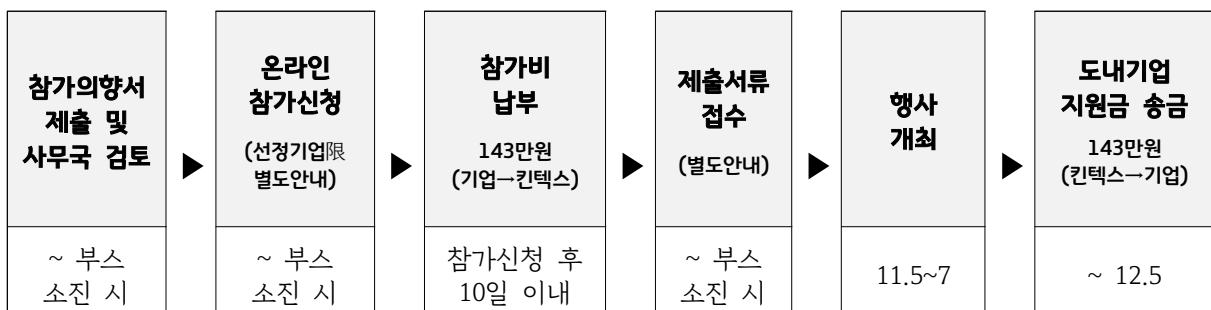 참가의향서
제출 및
사무국 검토
~ 부스
소진 시
▶
온라인
참가신청
(선정기업限
별도안내)
~ 부스
소진 시
▶
참가비
납부
143만원
(기업→킨텍스)
참가신청 후
10일 이내
▶
제출서류
접수
(별도안내)
~ 부스
소진 시
▶
행사
개최
11.5~7
▶
도내기업
지원금 송금
143만원
(킨텍스→기업)
~ 12.5